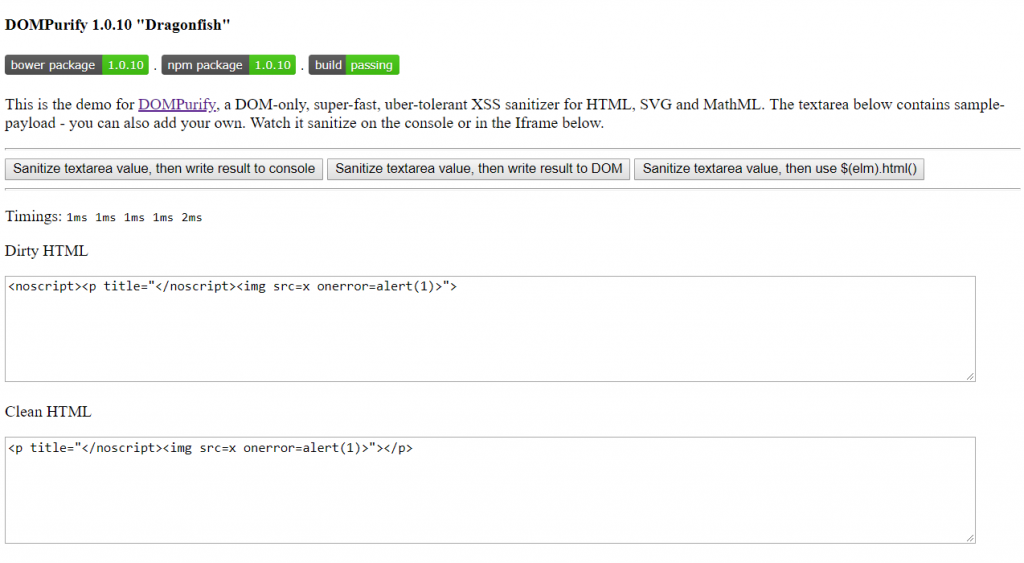 DOMPurify 1.0.10 "Dragonfish"
bower package 1.0.10 . npm package 1.0.10 . build passing
This is the demo for DOMPurify, a DOM-only, super-fast, uber-tolerant XSS sanitizer for HTML, SVG and MathML. The textarea below contains sample-
payload - you can also add your own. Watch it sanitize on the console or in the Iframe below.
Sanitize textarea value, then write result to console Sanitize textarea value, then write result to DOM Sanitize textarea value, then use $(elm).html()
Timings: 1ms 1ms 1ms 1ms 2ms
Dirty HTML
<noscript><p title="</noscript><img src=x onerror=alert(1)>">
Clean HTML
<p title="</noscript><img src=x onerror=alert(1)>"></p>